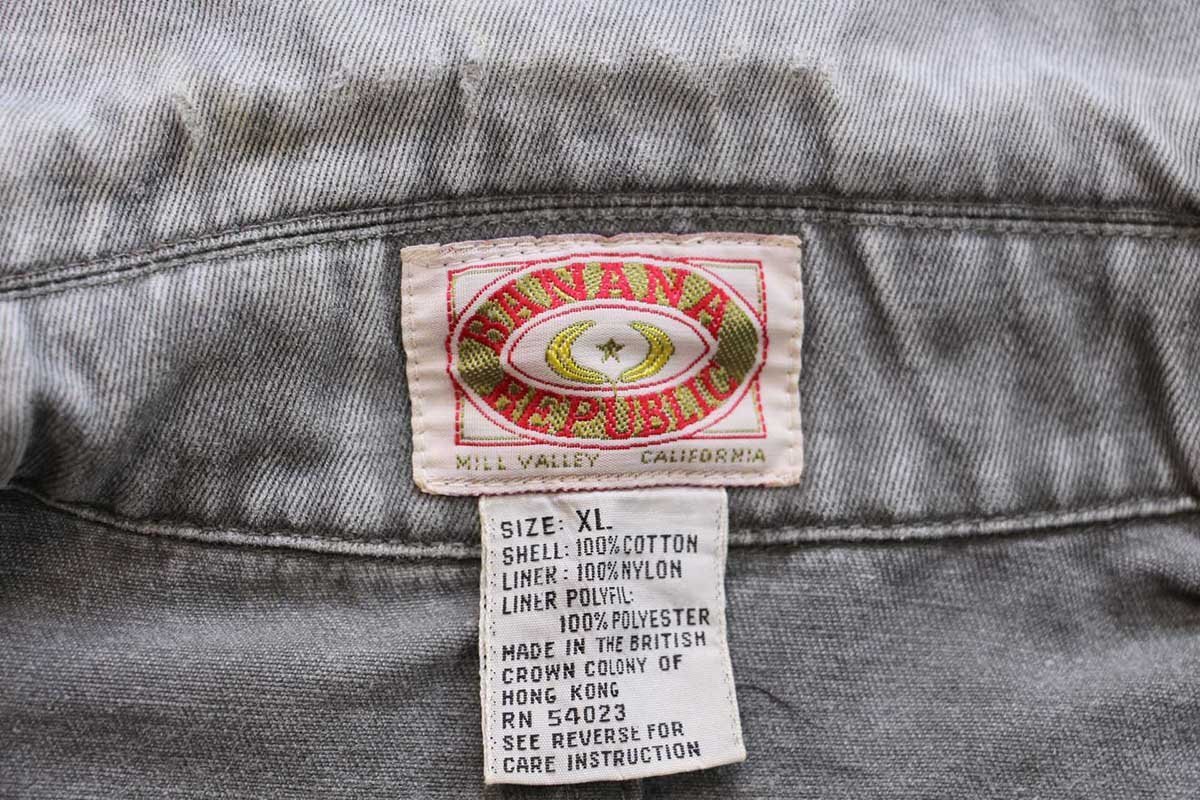 BANANA
REPUBLIC
MILL VALLEY CALIFORNIA
SIZE: XL
SHELL: 100% COTTON
LINER: 100% NYLON
LINER POLYFIL:
100% POLYESTER
MADE IN THE BRITISH
CROWN COLONY OF
HONG KONG
RN 54023
SEE REVERSE FOR
CARE INSTRUCTION